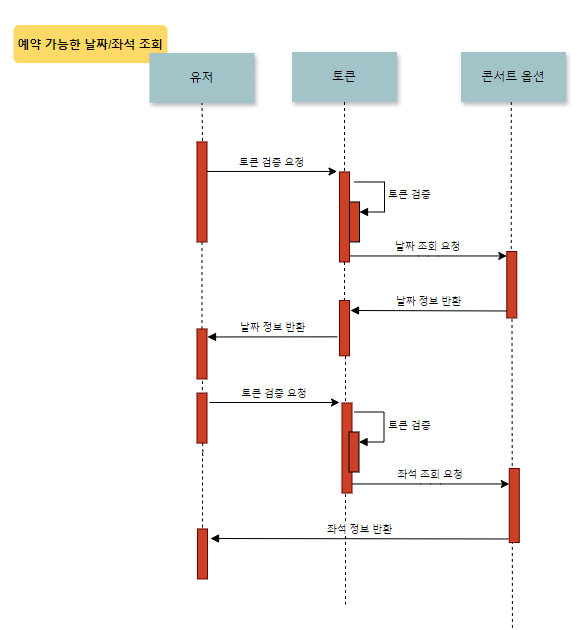 예약 가능한 날짜/좌석 조회
유저
토큰
콘서트 옵션
토큰 검증 요청
토큰 검증
날짜 조회 요청
날짜 정보 반환
날짜 정보 반환
토큰 검증 요청
토큰 검증
좌석 조회 요청
좌석 정보 반환